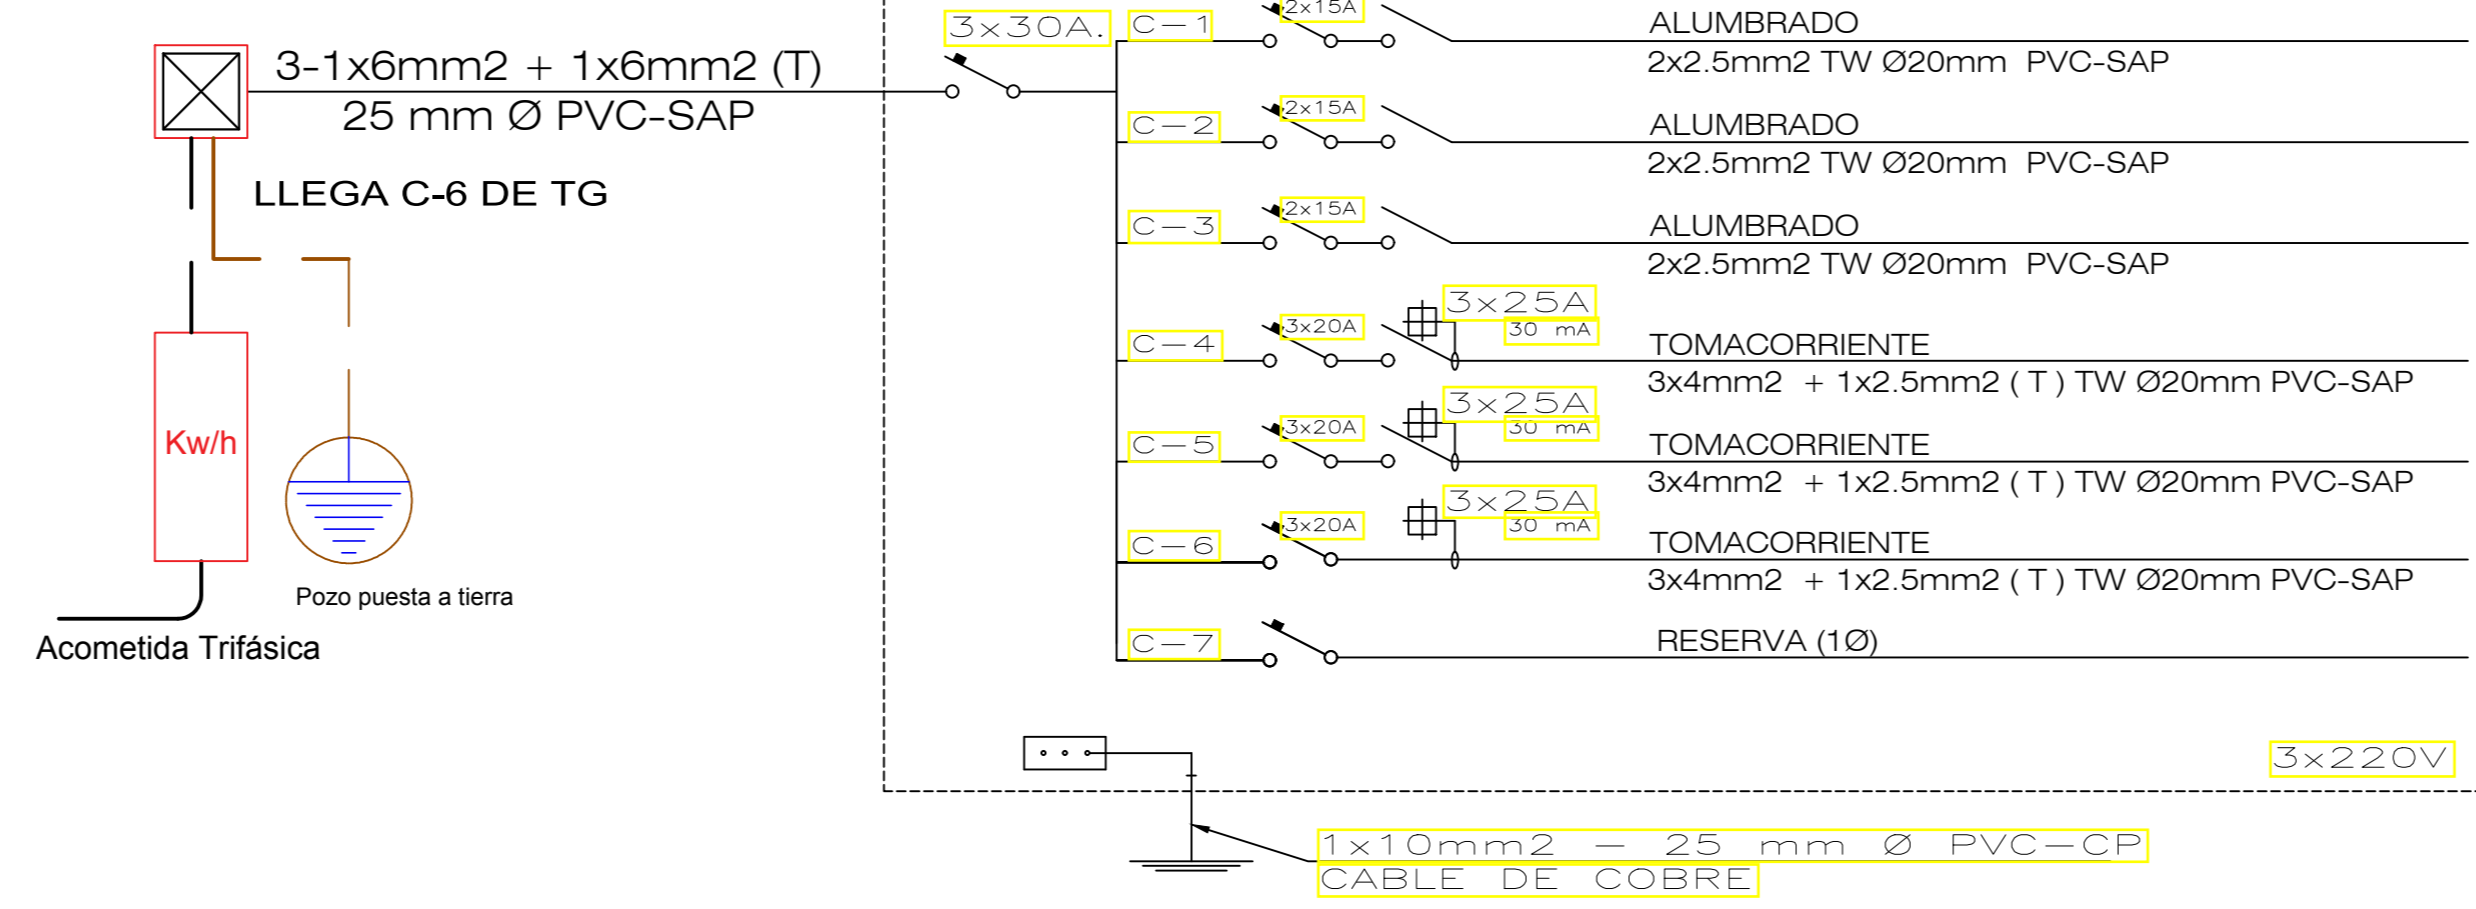 3-1x6mm2 + 1x6mm2 (T)
25 mm Ø PVC-SAP
LLEGA C-6 DE TG
Kw/h
Pozo puesta a tierra
Acometida Trifásica
3x30A.
C-1
2x15A
ALUMBRADO
2x2.5mm2 TW Ø20mm PVC-SAP
C-2
2x15A
ALUMBRADO
2x2.5mm2 TW Ø20mm PVC-SAP
C-3
2x15A
ALUMBRADO
2x2.5mm2 TW Ø20mm PVC-SAP
C-4
3x20A
3x25A
30 mA
TOMACORRIENTE
3x4mm2 + 1x2.5mm2 ( T ) TW Ø20mm PVC-SAP
C-5
3x20A
3x25A
30 mA
TOMACORRIENTE
3x4mm2 + 1x2.5mm2 ( T ) TW Ø20mm PVC-SAP
C-6
3x20A
3x25A
30 mA
TOMACORRIENTE
3x4mm2 + 1x2.5mm2 ( T ) TW Ø20mm PVC-SAP
C-7
RESERVA (1Ø)
3x220V
1x10mm2 - 25 mm Ø PVC-CP
CABLE DE COBRE